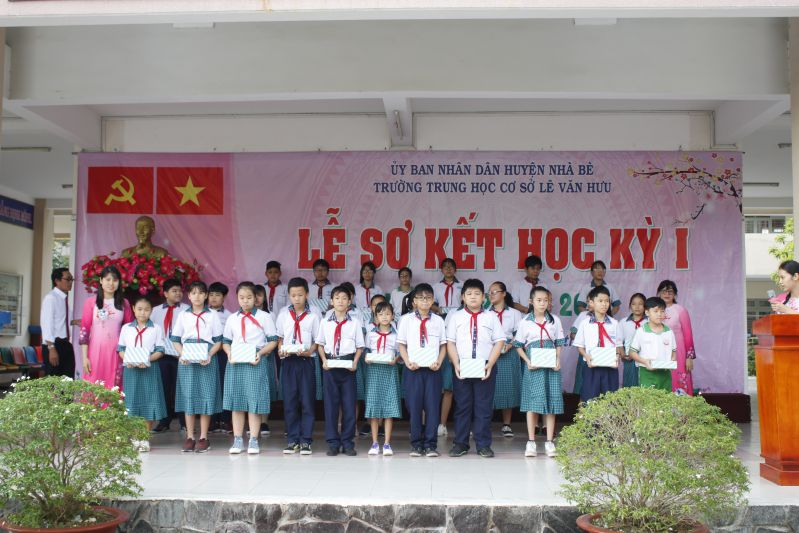 ỦY BAN NHÂN DÂN HUYỆN NHÀ BÈ
TRƯỜNG TRUNG HỌC CƠ SỞ LÊ VĂN HƯU
LỄ SƠ KẾT HỌC KỲ I